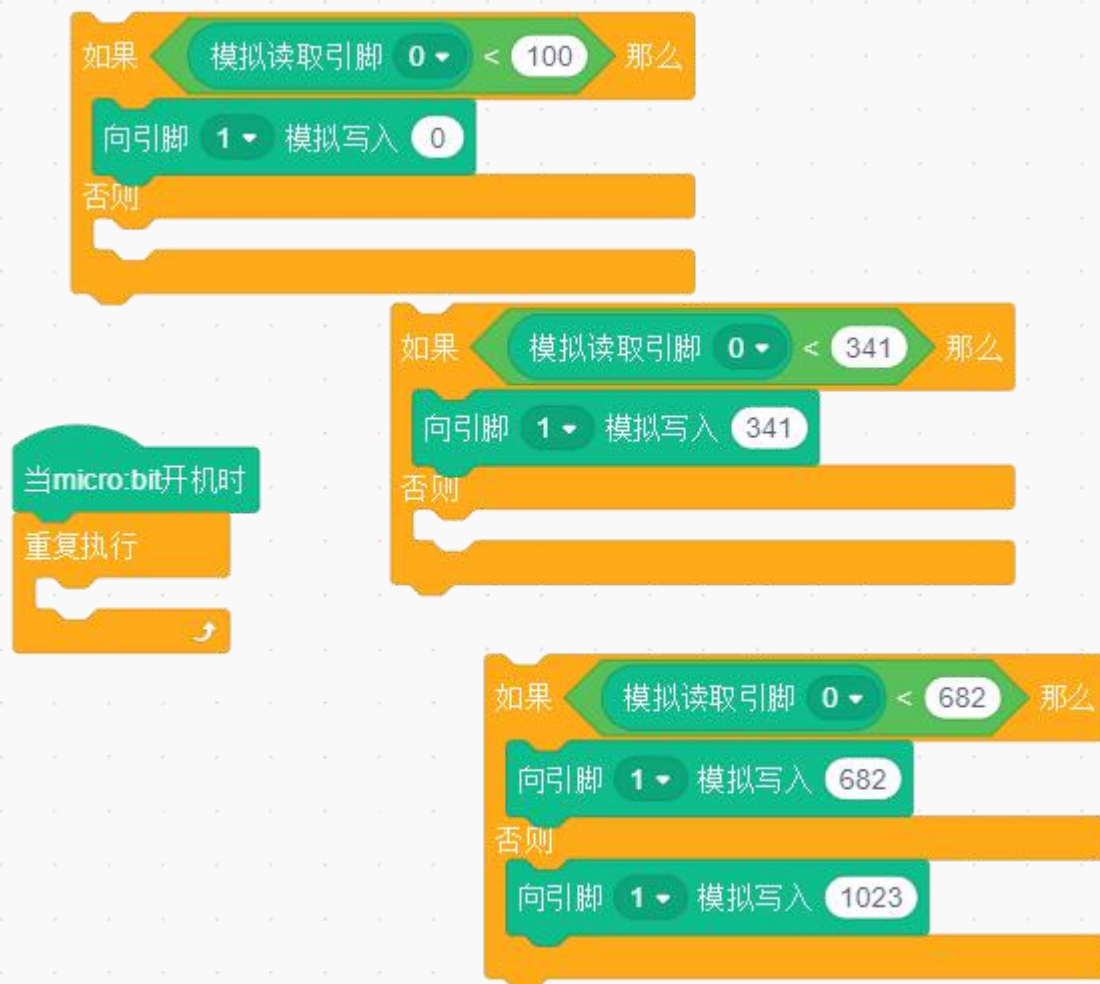 如果 模拟读取引脚 0 < 100 那么
向引脚 1 模拟写入 0
否则
如果 模拟读取引脚 0 < 341 那么
向引脚 1 模拟写入 341
否则
当micro:bit开机时
重复执行
如果 模拟读取引脚 0 < 682 那么
向引脚 1 模拟写入 682
否则
向引脚 1 模拟写入 1023